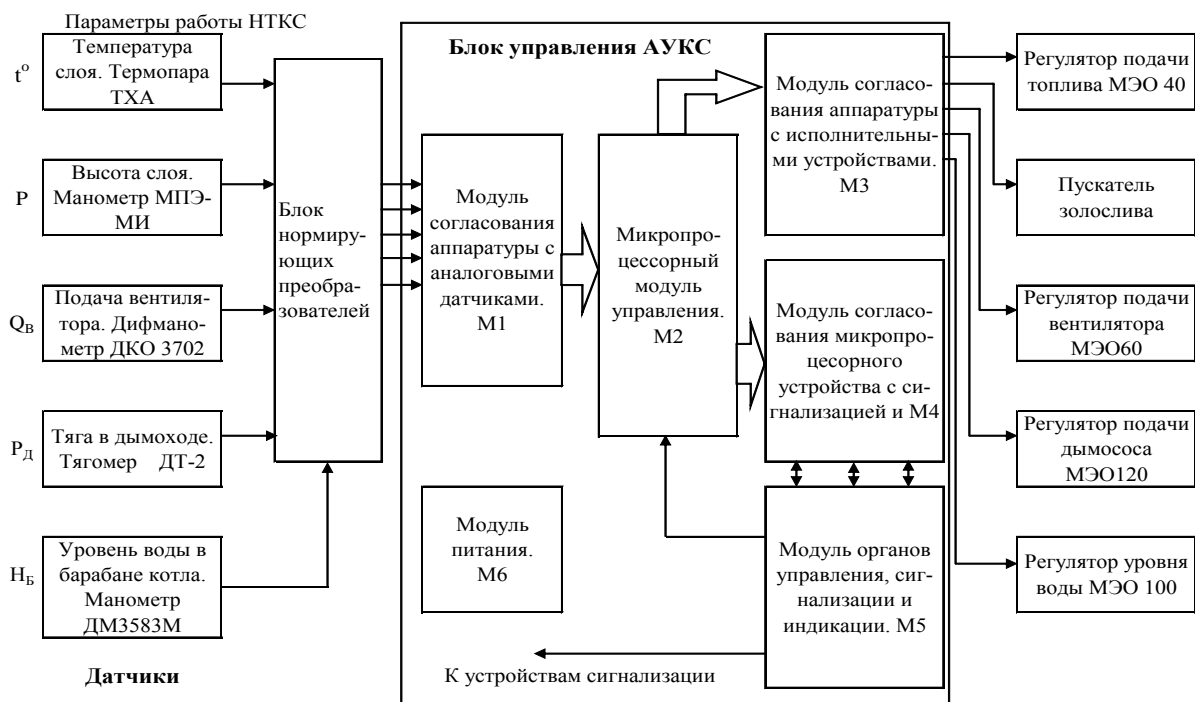 Параметры работы НТКС
t°
Температура
слоя. Термопара
ТХА
P
Высота слоя.
Манометр МПЭ-
МИ
QВ
Подача вентиля-
тора. Дифмано-
метр ДКО 3702
PД
Тяга в дымоходе.
Тягомер ДТ-2
HБ
Уровень воды в
барабане котла.
Манометр
ДМ3583М
Датчики
Блок
нормиру-
ющих
преобра-
зователей
Блок управления АУКС
Модуль
согласования
аппаратуры с
аналоговыми
датчиками.
М1
Микропро-
цессорный
модуль
управления.
М2
Модуль согласо-
вания аппаратуры
с исполнительны-
ми устройствами.
М3
Модуль согласо-
вания микропро-
цесорного
устройства с си-
гнализацией и М4
Модуль
питания.
М6
Модуль органов
управления, сиг-
нализации и
индикации. М5
К устройствам сигнализации
Регулятор подачи
топлива МЭО 40
Пускатель
золослива
Регулятор подачи
вентилятора
МЭО60
Регулятор подачи
дымососа
МЭО120
Регулятор уровня
воды МЭО 100